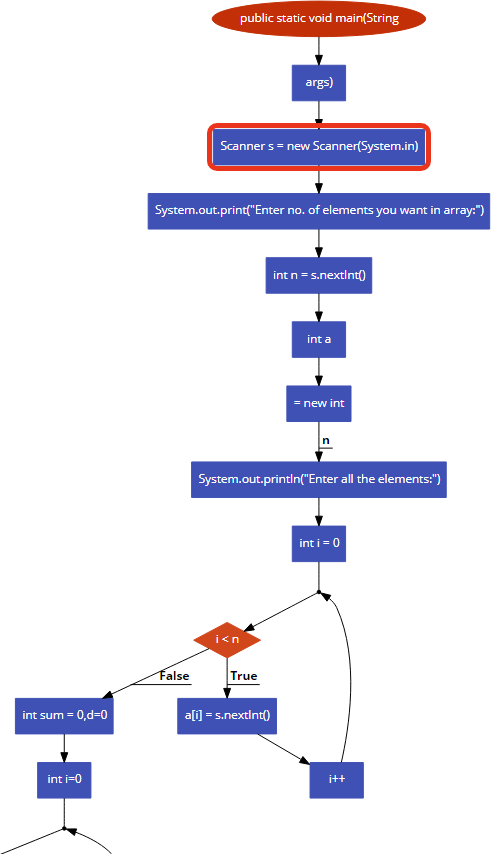 public static void main(String
args)
Scanner s = new Scanner(System.in)
System.out.print("Enter no. of elements you want in array:")
int n = s.nextInt()
int a
= new int
n
System.out.println("Enter all the elements:")
int i = 0
i < n
False
True
int sum = 0,d=0
a[i] = s.nextInt()
int i=0
i++